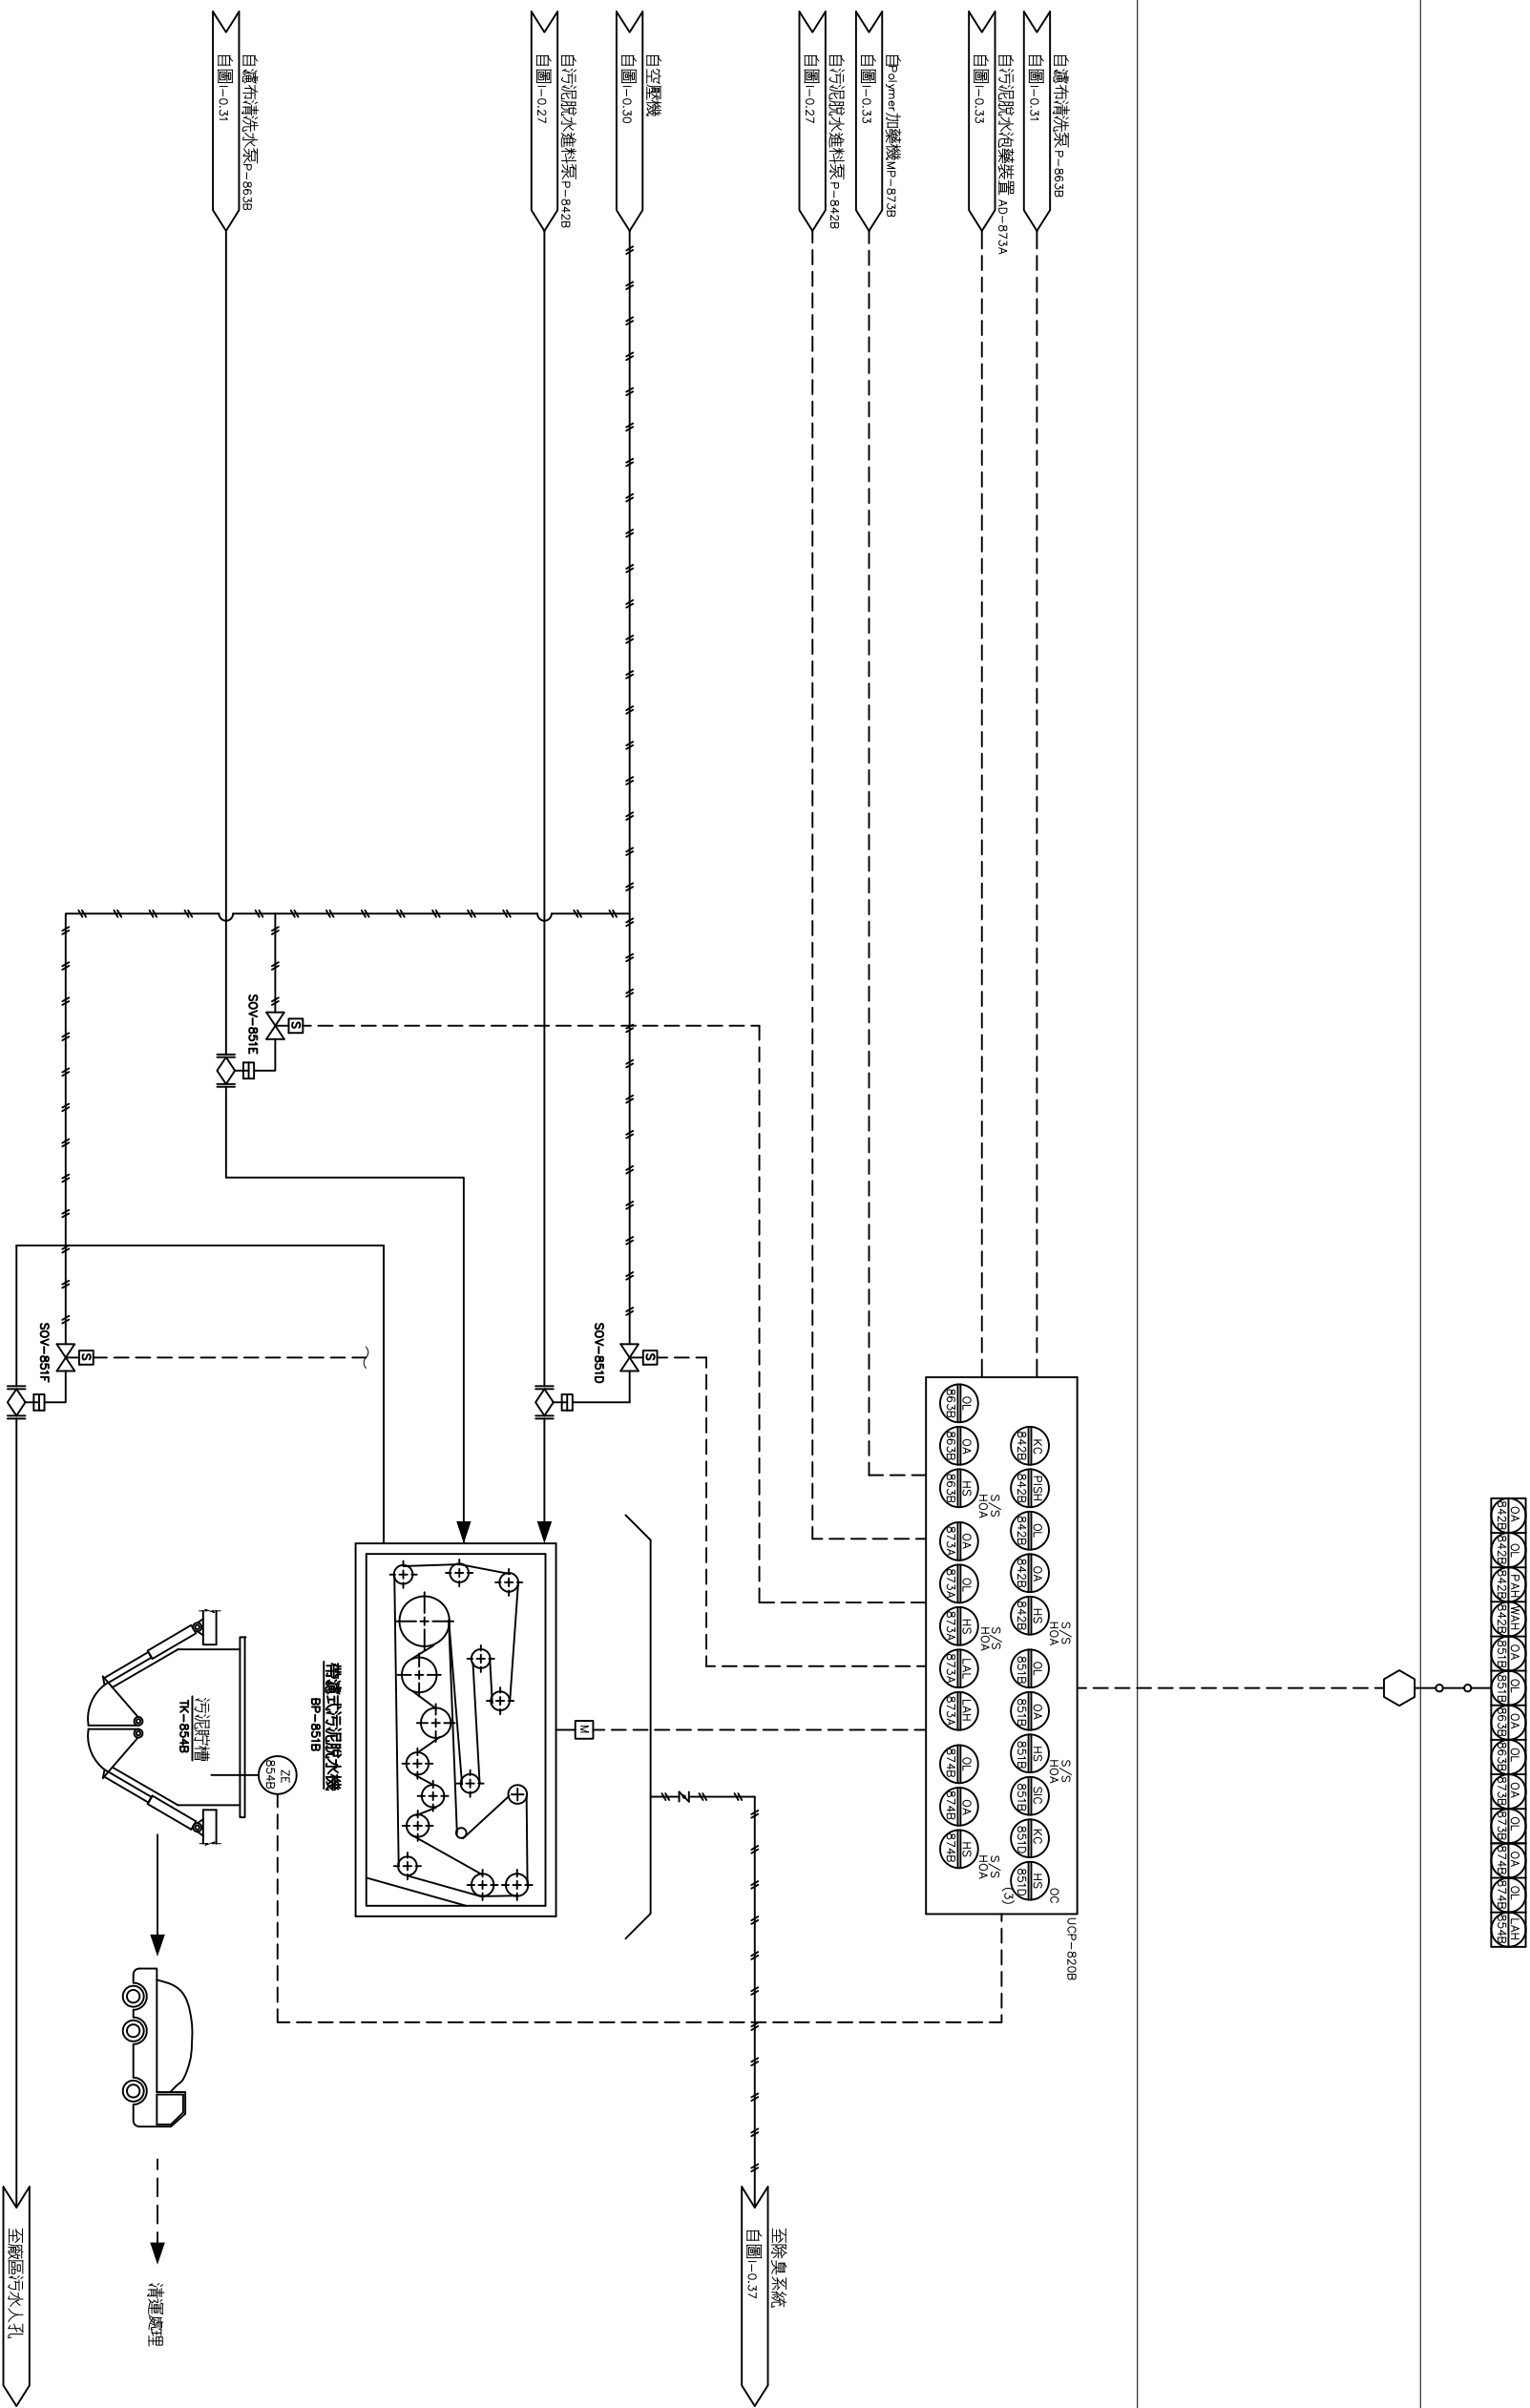 OA 842B
OL 842B
PAH 842B
WAH 842B
OA 851B
OL 851B
OA 863B
OL 863B
OA 873B
OL 873B
OA 874B
OL 874B
LAH 854B
自濾布清洗泵 P-863B
自圖I-0.31
自污泥脫水泡藥裝置 AD-873A
自圖I-0.33
自Polymer加藥機MP-873B
自圖I-0.33
自污泥脫水進料泵 P-842B
自圖I-0.27
自空壓機
自圖I-0.30
自污泥脫水進料泵 P-842B
自圖I-0.27
自濾布清洗水泵 P-863B
自圖I-0.31
UCP-820B
KC 842B
PISH 842B
OL 842B
OA 842B
HS 842B
S/S
HOA
OL 851B
OA 851B
HS 851B
S/S
HOA
SIC 851B
KC 851D
HS 851D
OC
(3)
OL 863B
OA 863B
HS 863B
S/S
HOA
OA 873A
OL 873A
HS 873A
S/S
HOA
LAL 873A
LAH 873A
OL 874B
OA 874B
HS 874B
S/S
HOA
S
SOV-851D
S
SOV-851E
S
SOV-851F
M
帶濾式污泥脫水機
BP-851B
ZE 854B
污泥貯槽
TK-854B
至除臭系統
自圖I-0.37
清運處理
至廠區污水人孔